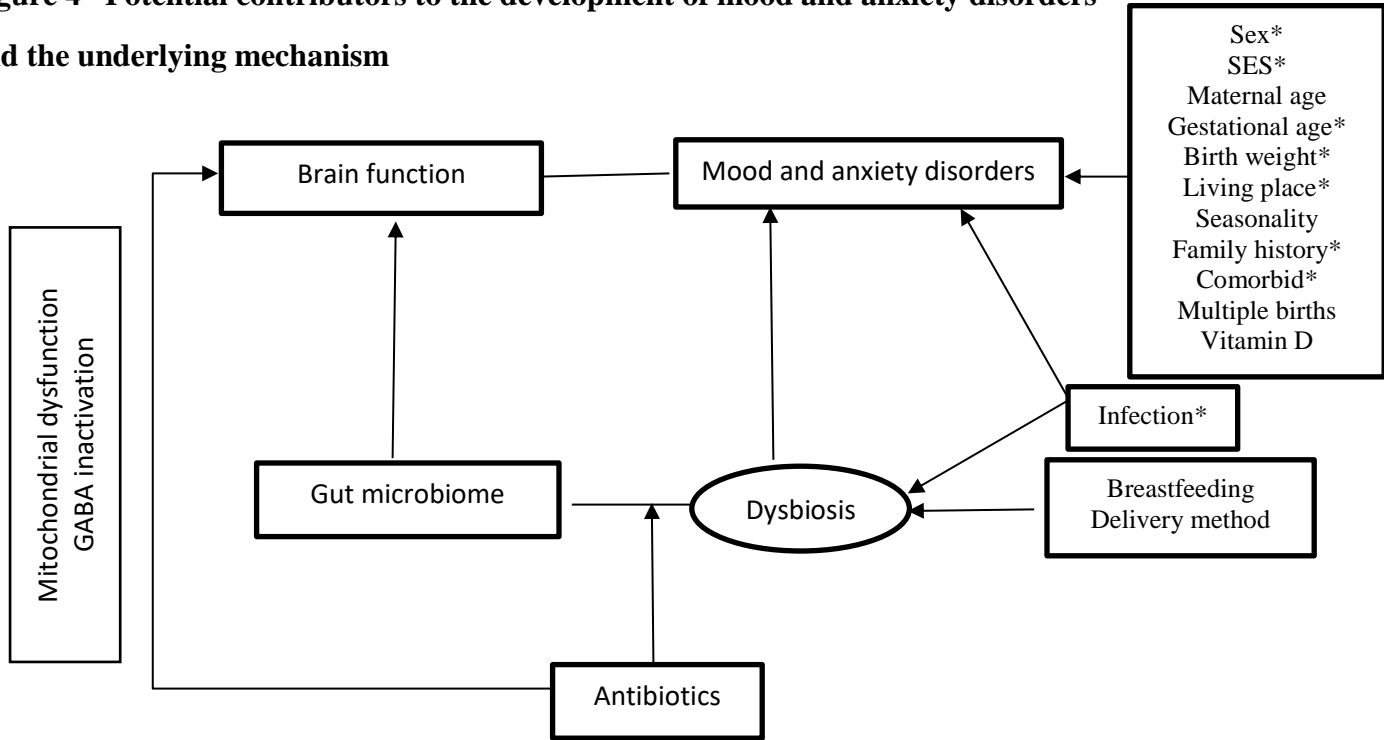 gure 4 Potential contributors to the development of mood and anxiety disorders
d the underlying mechanism
Sex*
SES*
Maternal age
Gestational age*
Birth weight*
Living place*
Seasonality
Family history*
Comorbid*
Multiple births
Vitamin D
Brain function
Mood and anxiety disorders
Mitochondrial dysfunction
GABA inactivation
Infection*
Gut microbiome
Dysbiosis
Breastfeeding
Delivery method
Antibiotics